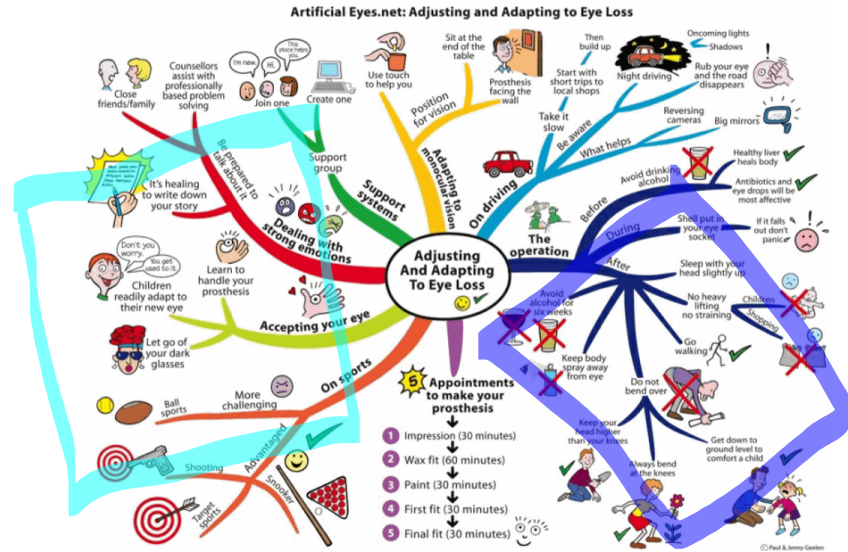 Artificial Eyes.net: Adjusting and Adapting to Eye Loss
Close
friends/family
Counsellors
assist with
professionally
based problem
solving
I'm new.
Hi.
This
place helps
you.
Join one
Create one
Support
group
Support
systems
Be prepared to
talk about it
It's healing
to write down
your story
Dealing with
strong emotions
Use touch
to help you
Sit at the
end of the
table
Position
for vision
Prosthesis
facing the
wall
Adapting to
monocular vision
Then
build up
Start with
short trips to
local shops
Take it
slow
Oncoming lights
Shadows
Night driving
Rub your eye
and the road
disappears
Be aware
What helps
Reversing
cameras
Big mirrors
On driving
Adjusting
And Adapting
To Eye Loss
The
operation
Before
Avoid drinking
alcohol
Healthy liver
heals body
Antibiotics and
eye drops will be
most effective
During
Shell put in
your eye
socket
If it falls
out don't
panic
After
Sleep with your
head slightly up
No heavy
lifting
no straining
Children
Shopping
Go
walking
Do not
bend over
Get down to
ground level to
comfort a child
Always bend
at the knees
Keep your
head higher
than your knees
Keep body
spray away
from eye
Avoid
alcohol for
six weeks
Don't you
worry.
You get
used to it.
Children
readily adapt to
their new eye
Learn to
handle your
prosthesis
Let go of
your dark
glasses
Accepting your eye
On sports
More
challenging
Ball
sports
Advantaged
Shooting
Target
sports
Snooker
5 Appointments
to make your
prosthesis
1 Impression (30 minutes)
2 Wax fit (60 minutes)
3 Paint (30 minutes)
4 First fit (30 minutes)
5 Final fit (30 minutes)
© Paul & Jenny Geelen